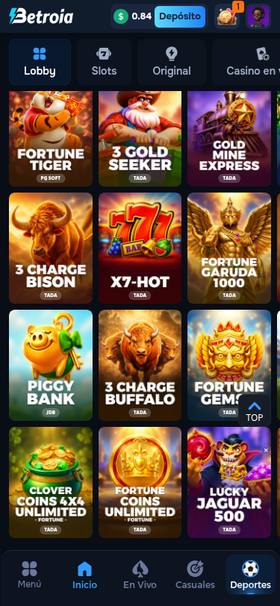 Betroia
$ 0.84 Depósito
1
Lobby
Slots
Original
Casino en
FORTUNE
TIGER
PG SOFT
3 GOLD
SEEKER
TADA
GOLD
MINE
EXPRESS
TADA
3 CHARGE
BISON
TADA
777
BAR
X7-HOT
TADA
FORTUNE
GARUDA
1000
TADA
PIGGY
BANK
JDB
3 CHARGE
BUFFALO
TADA
FORTUNE
GEMS
TADA
TOP
CLOVER
COINS 4X4
UNLIMITED
- FORTUNE -
TADA
FORTUNE
COINS
UNLIMITED
- FORTUNE -
TADA
LUCKY
JAGUAR
500
TADA
Menú
Inicio
En Vivo
Casuales
Deportes